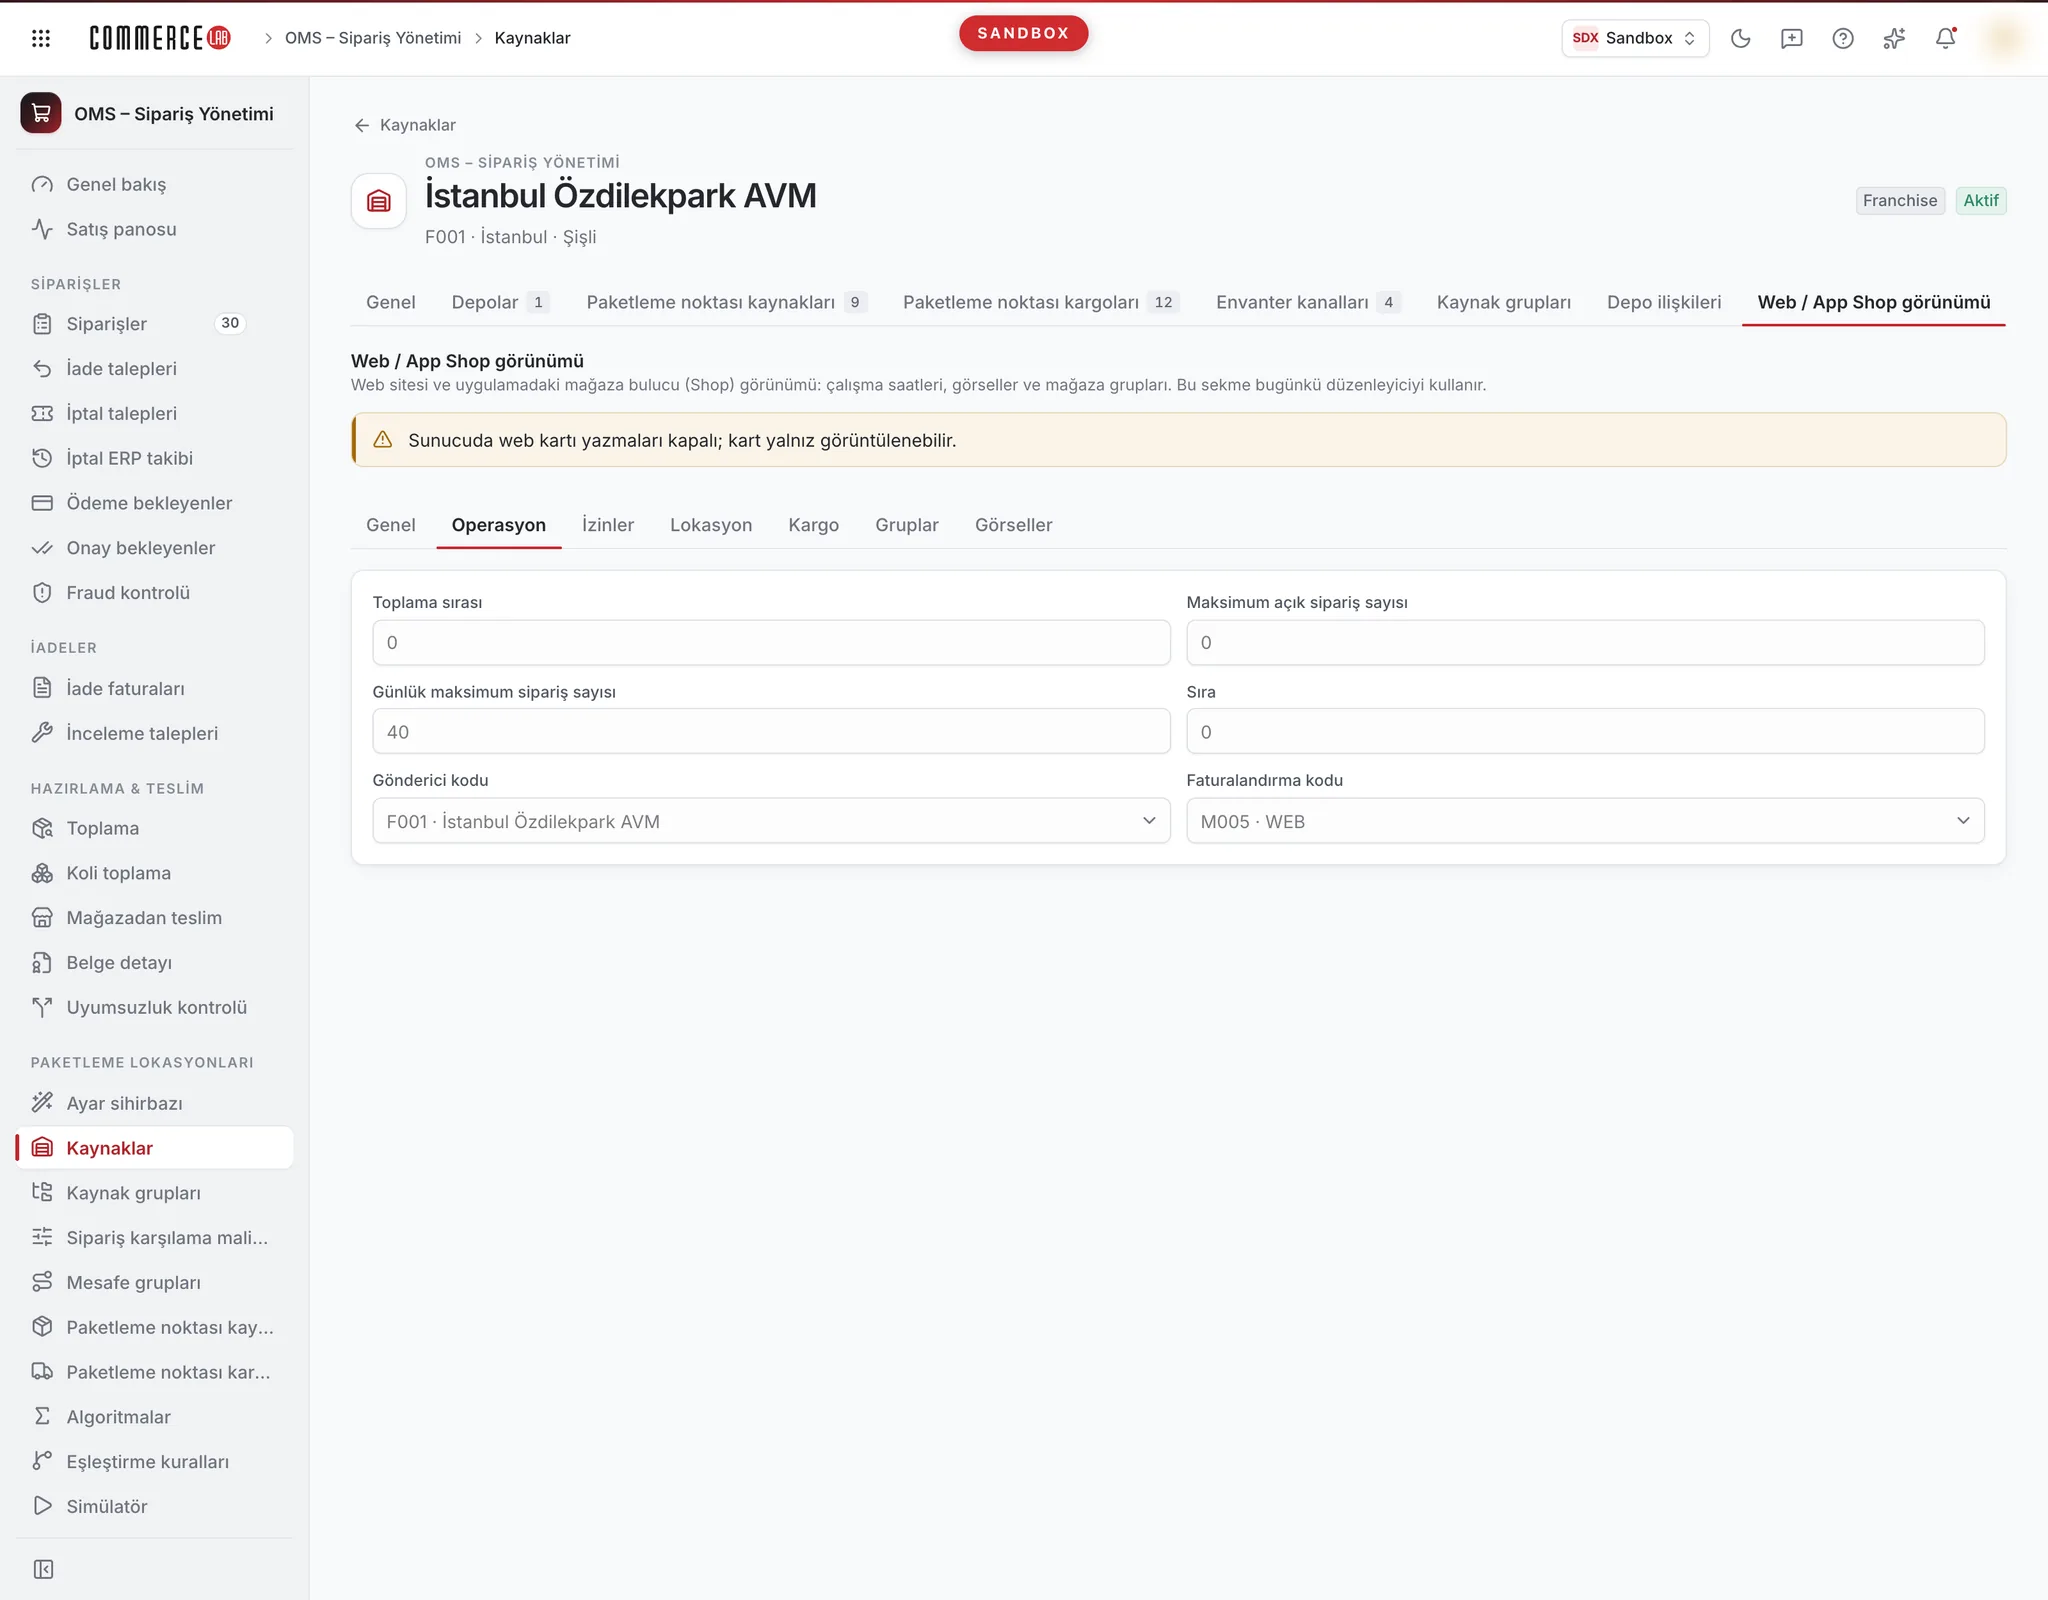 COMMERCE LAB
OMS – Sipariş Yönetimi
Kaynaklar
SANDBOX
SDX Sandbox
OMS – Sipariş Yönetimi
Genel bakış
Satış panosu
SİPARİŞLER
Siparişler 30
İade talepleri
İptal talepleri
İptal ERP takibi
Ödeme bekleyenler
Onay bekleyenler
Fraud kontrolü
İADELER
İade faturaları
İnceleme talepleri
HAZIRLAMA & TESLİM
Toplama
Koli toplama
Mağazadan teslim
Belge detayı
Uyumsuzluk kontrolü
PAKETLEME LOKASYONLARI
Ayar sihirbazı
Kaynaklar
Kaynak grupları
Sipariş karşılama mali...
Mesafe grupları
Paketleme noktası kay...
Paketleme noktası kar...
Algoritmalar
Eşleştirme kuralları
Simülatör
Kaynaklar
OMS – SİPARİŞ YÖNETİMİ
İstanbul Özdilekpark AVM
F001 · İstanbul · Şişli
Franchise Aktif
Genel Depolar 1 Paketleme noktası kaynakları 9 Paketleme noktası kargoları 12 Envanter kanalları 4 Kaynak grupları Depo ilişkileri Web / App Shop görünümü
Web / App Shop görünümü
Web sitesi ve uygulamadaki mağaza bulucu (Shop) görünümü: çalışma saatleri, görseller ve mağaza grupları. Bu sekme bugünkü düzenleyiciyi kullanır.
Sunucuda web kartı yazmaları kapalı; kart yalnız görüntülenebilir.
Genel Operasyon İzinler Lokasyon Kargo Gruplar Görseller
Toplama sırası
0
Maksimum açık sipariş sayısı
0
Günlük maksimum sipariş sayısı
40
Sıra
0
Gönderici kodu
F001 · İstanbul Özdilekpark AVM
Faturalandırma kodu
M005 · WEB